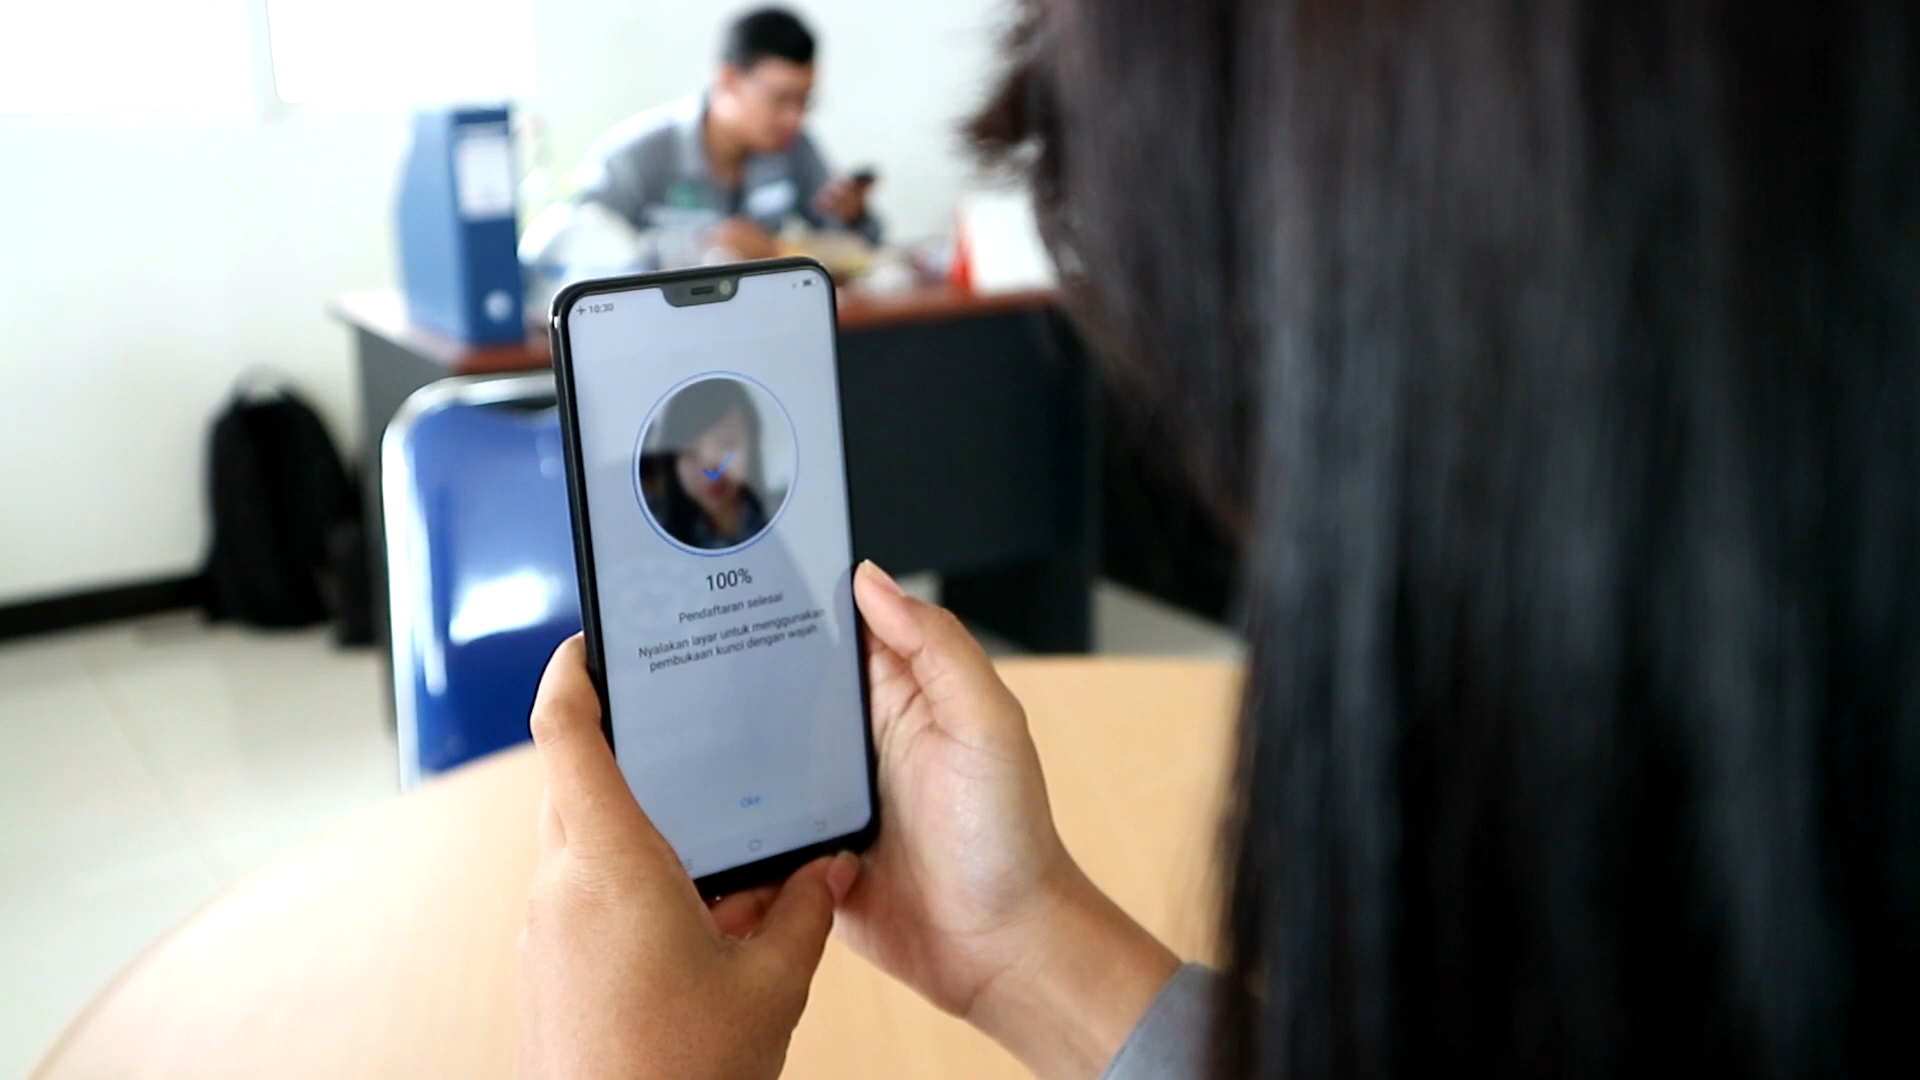 10:30
100%
Pendaftaran selesai
Nyalakan layar untuk menggunakan
pembukaan kunci dengan wajah
Oke